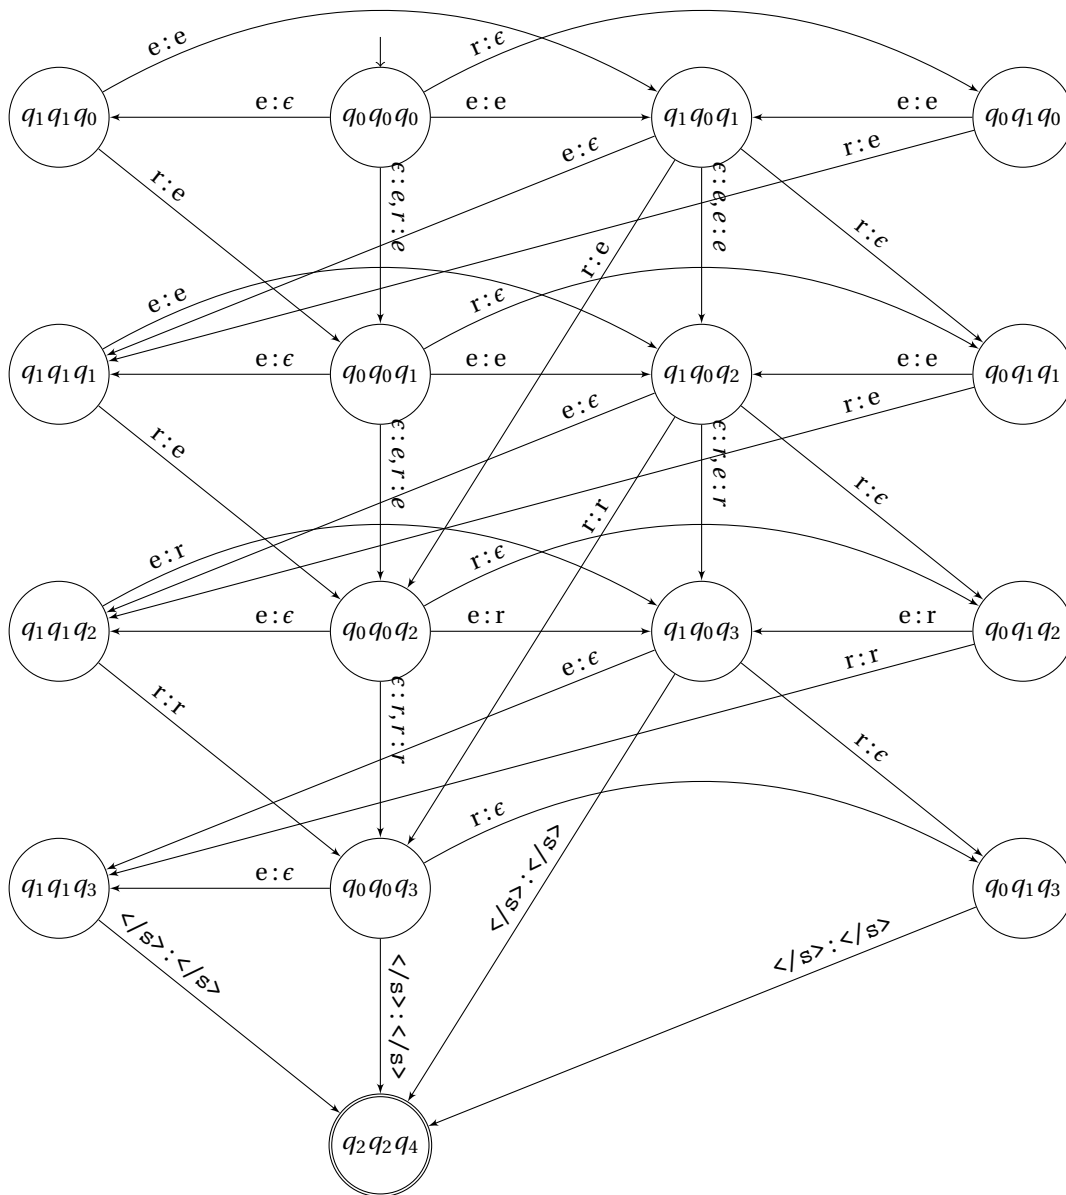 e:e
r:ϵ
q₁q₁q₀
e:ϵ
q₀q₀q₀
e:e
q₁q₀q₁
e:e
q₀q₁q₀
r:e
ϵ:e,r:e
e:ϵ
ϵ:e,e:e
r:e
r:ϵ
r:e
e:e
r:ϵ
q₁q₁q₁
e:ϵ
q₀q₀q₁
e:e
q₁q₀q₂
e:e
q₀q₁q₁
r:e
ϵ:e,r:e
e:ϵ
ϵ:r,e:r
r:e
r:ϵ
r:r
e:r
r:ϵ
q₁q₁q₂
e:ϵ
q₀q₀q₂
e:r
q₁q₀q₃
e:r
q₀q₁q₂
r:r
ϵ:r,r:r
e:ϵ
r:r
r:ϵ
r:ϵ
q₁q₁q₃
e:ϵ
q₀q₀q₃
</s>:</s>
q₀q₁q₃
</s>:</s>
</s>:</s>
</s>:</s>
q₂q₂q₄